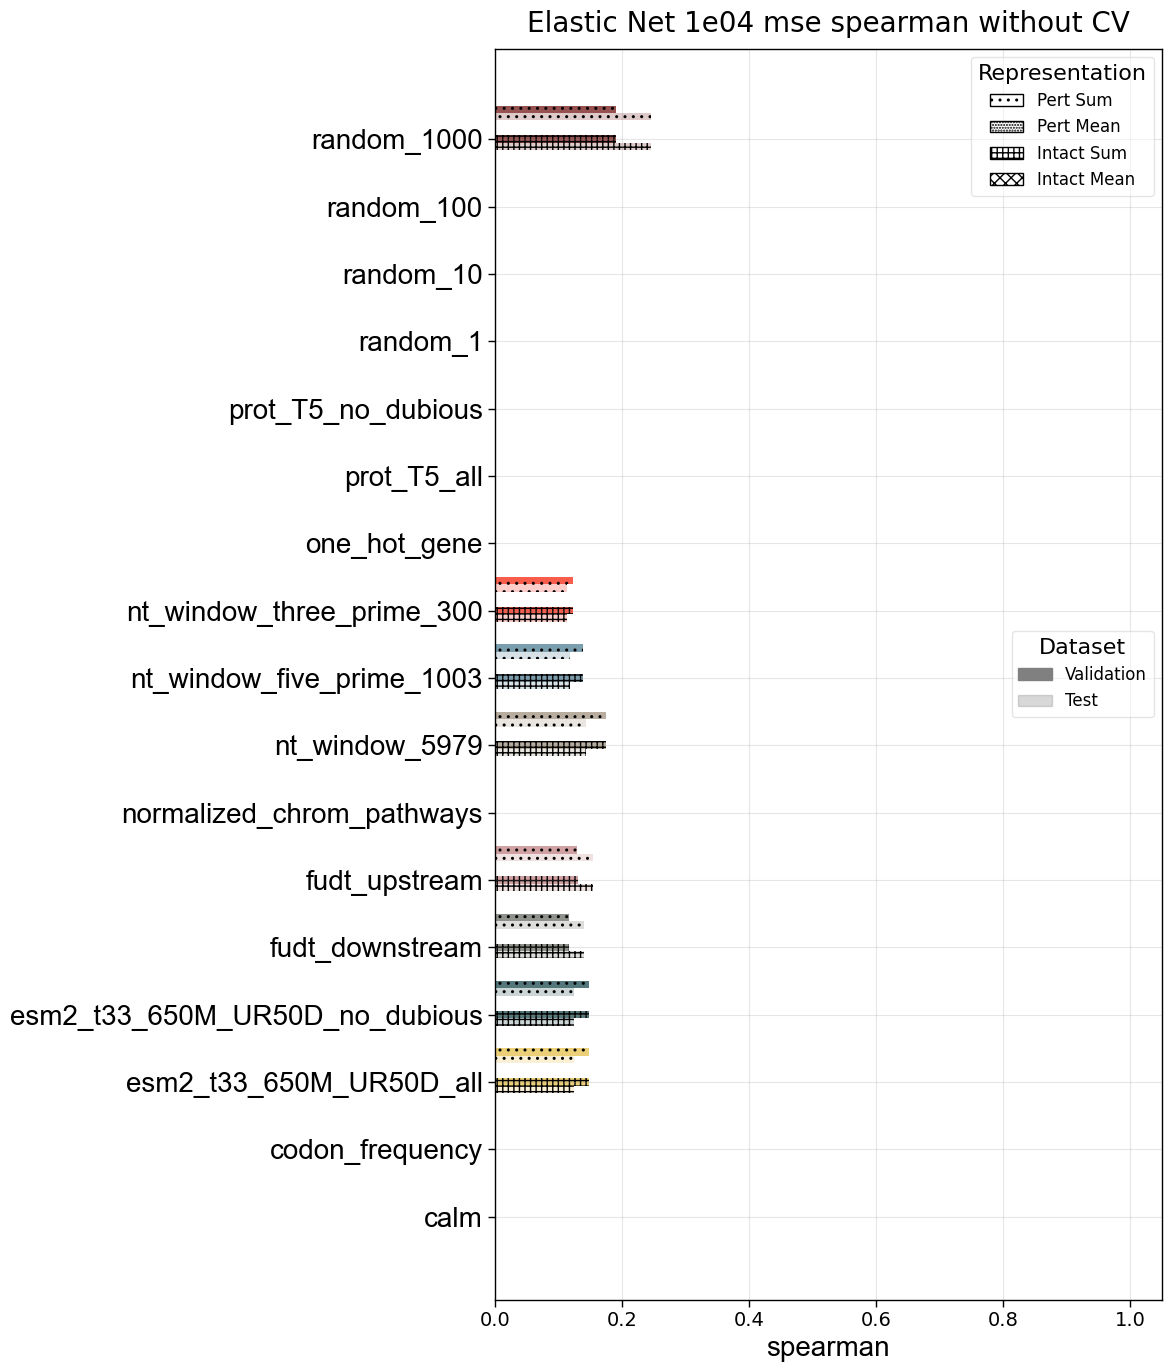 Elastic Net 1e04 mse spearman without CV
Representation
Pert Sum
Pert Mean
Intact Sum
Intact Mean
random_1000
random_100
random_10
random_1
prot_T5_no_dubious
prot_T5_all
one_hot_gene
nt_window_three_prime_300
nt_window_five_prime_1003
Dataset
Validation
Test
nt_window_5979
normalized_chrom_pathways
fudt_upstream
fudt_downstream
esm2_t33_650M_UR50D_no_dubious
esm2_t33_650M_UR50D_all
codon_frequency
calm
0.0 0.2 0.4 0.6 0.8 1.0
spearman